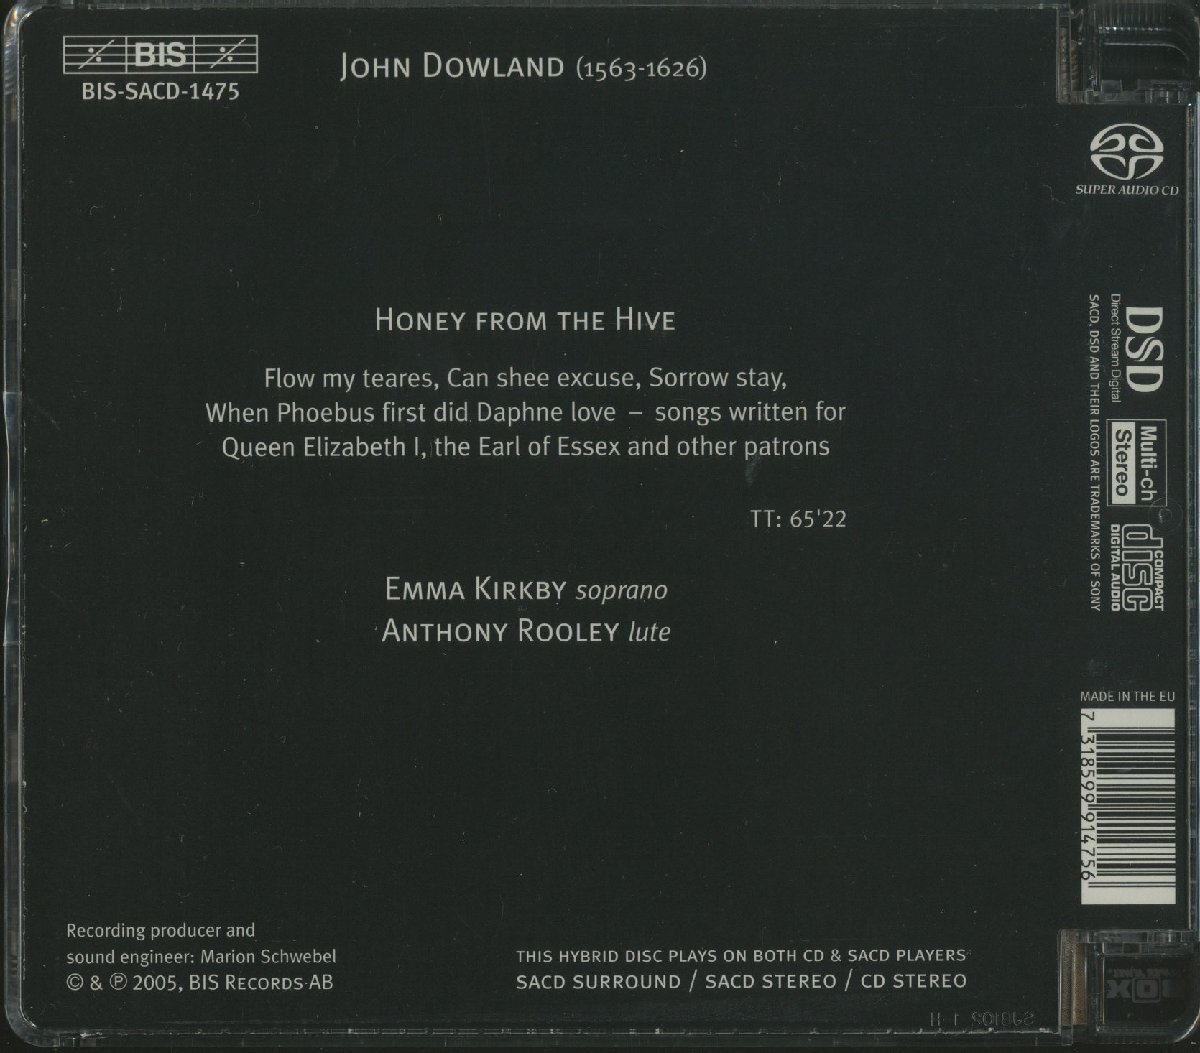 BIS
BIS-SACD-1475
JOHN DOWLAND (1563-1626)
SUPER AUDIO CD
HONEY FROM THE HIVE
Flow my teares, Can shee excuse, Sorrow stay,
When Phoebus first did Daphne love – songs written for
Queen Elizabeth I, the Earl of Essex and other patrons
TT: 65'22
EMMA KIRKBY soprano
ANTHONY ROOLEY lute
DSD
Direct Stream Digital
SACD, DSD AND THEIR LOGOS ARE TRADEMARKS OF SONY
Multi-ch
Stereo
COMPACT
disc
DIGITAL AUDIO
MADE IN THE EU
7 318599 914756
Recording producer and
sound engineer: Marion Schwebel
© & ℗ 2005, BIS RECORDS AB
THIS HYBRID DISC PLAYS ON BOTH CD & SACD PLAYERS
SACD SURROUND / SACD STEREO / CD STEREO